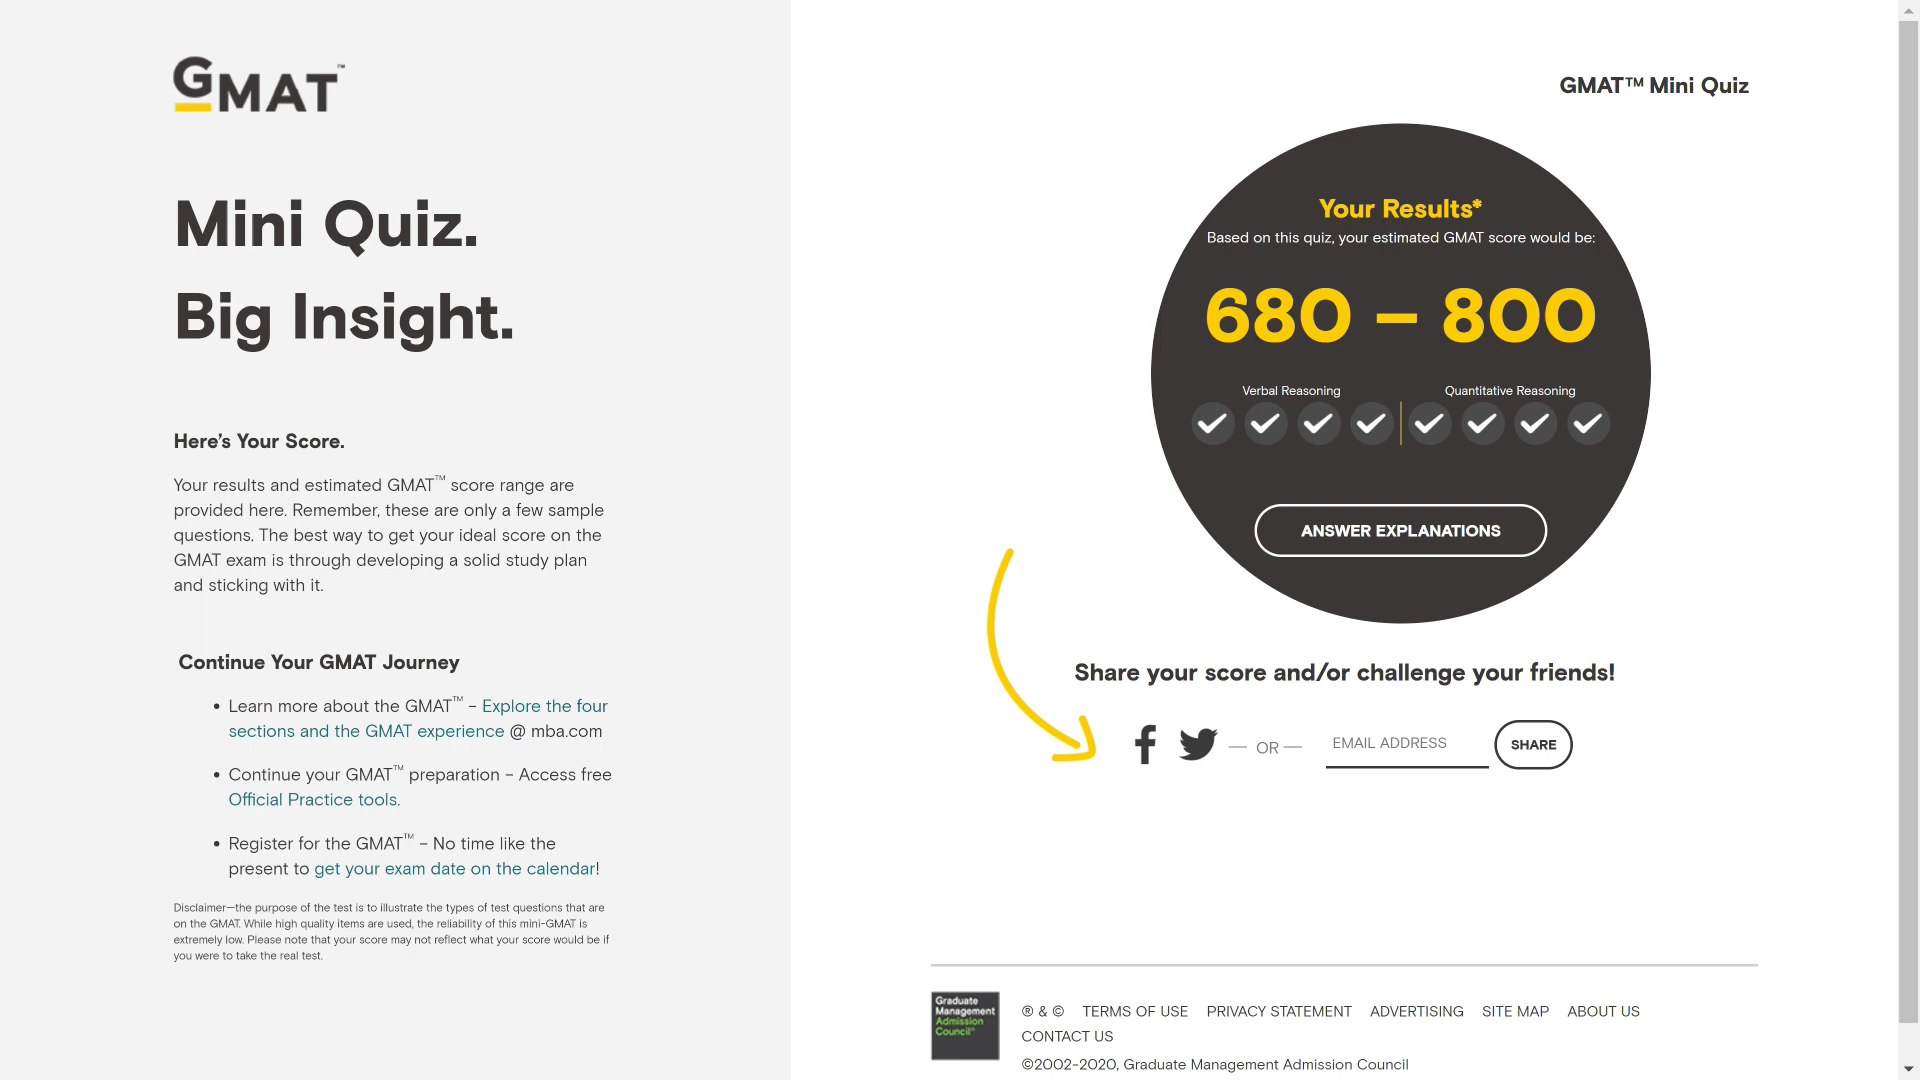 GMAT™
Mini Quiz.
Big Insight.
Here’s Your Score.
Your results and estimated GMAT™ score range are
provided here. Remember, these are only a few sample
questions. The best way to get your ideal score on the
GMAT exam is through developing a solid study plan
and sticking with it.
Continue Your GMAT Journey
• Learn more about the GMAT™ – Explore the four
sections and the GMAT experience @ mba.com
• Continue your GMAT™ preparation – Access free
Official Practice tools.
• Register for the GMAT™ – No time like the
present to get your exam date on the calendar!
Disclaimer—the purpose of the test is to illustrate the types of test questions that are
on the GMAT. While high quality items are used, the reliability of this mini-GMAT is
extremely low. Please note that your score may not reflect what your score would be if
you were to take the real test.
GMAT™ Mini Quiz
Your Results*
Based on this quiz, your estimated GMAT score would be:
680 – 800
Verbal Reasoning Quantitative Reasoning
ANSWER EXPLANATIONS
Share your score and/or challenge your friends!
— OR — EMAIL ADDRESS SHARE
Graduate
Management
Admission
Council®
® & © TERMS OF USE PRIVACY STATEMENT ADVERTISING SITE MAP ABOUT US
CONTACT US
©2002-2020, Graduate Management Admission Council